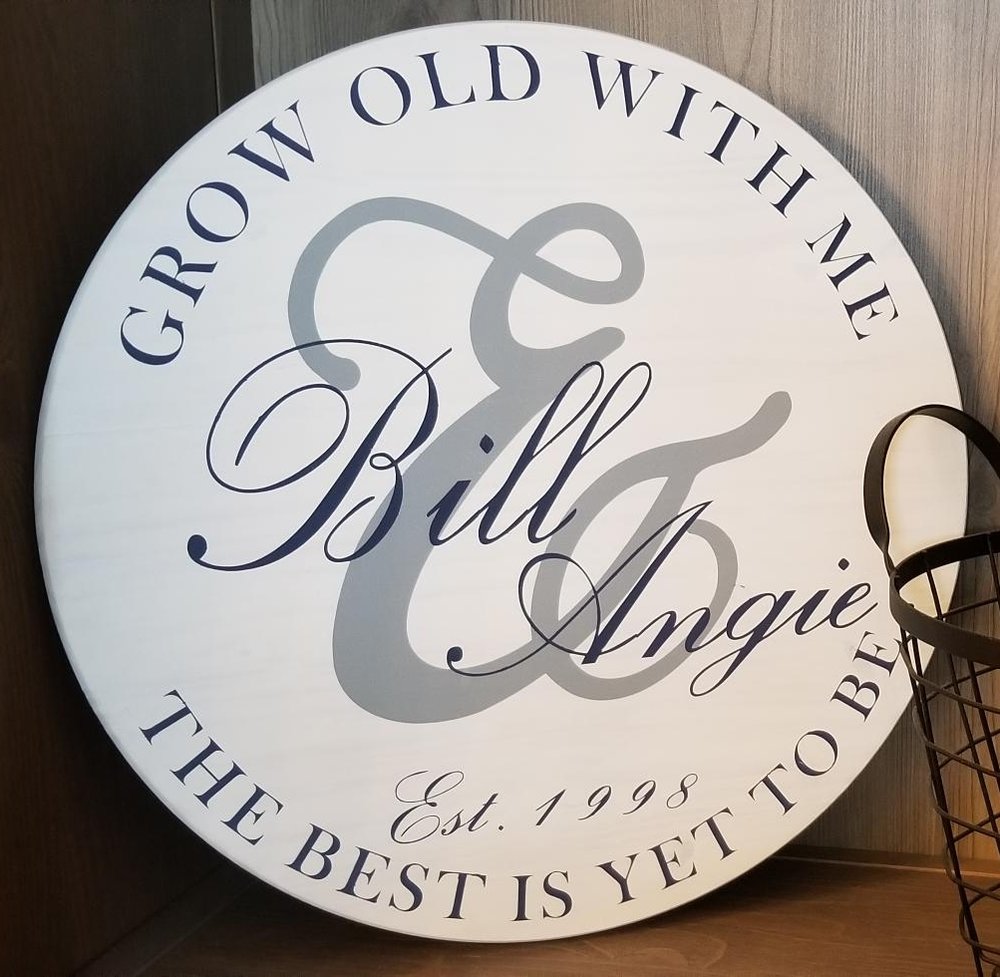 GROW OLD WITH ME
&
Bill
Angie
Est. 1998
THE BEST IS YET TO BE